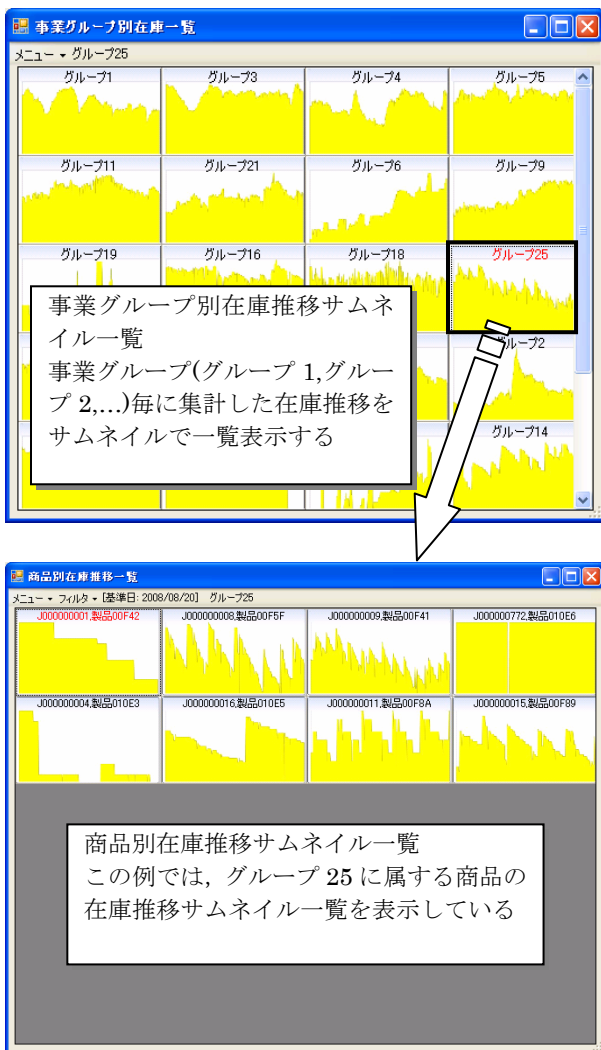 事業グループ別在庫一覧
メニュー グループ25
グループ1 グループ3 グループ4 グループ5
グループ11 グループ21 グループ6 グループ9
グループ19 グループ16 グループ18 グループ25
事業グループ別在庫推移サムネ
イル一覧
事業グループ(グループ 1,グルー
プ 2,…)毎に集計した在庫推移を
サムネイルで一覧表示する
グループ2
グループ14
商品別在庫推移一覧
メニュー フィルタ [基準日: 2008/08/20] グループ25
J000000001,製品00F42 J000000008,製品00F5F J000000009,製品00F41 J000000772,製品010E6
J000000004,製品010E3 J000000016,製品010E5 J000000011,製品00F8A J000000015,製品00F89
商品別在庫推移サムネイル一覧
この例では, グループ 25 に属する商品の
在庫推移サムネイル一覧を表示している